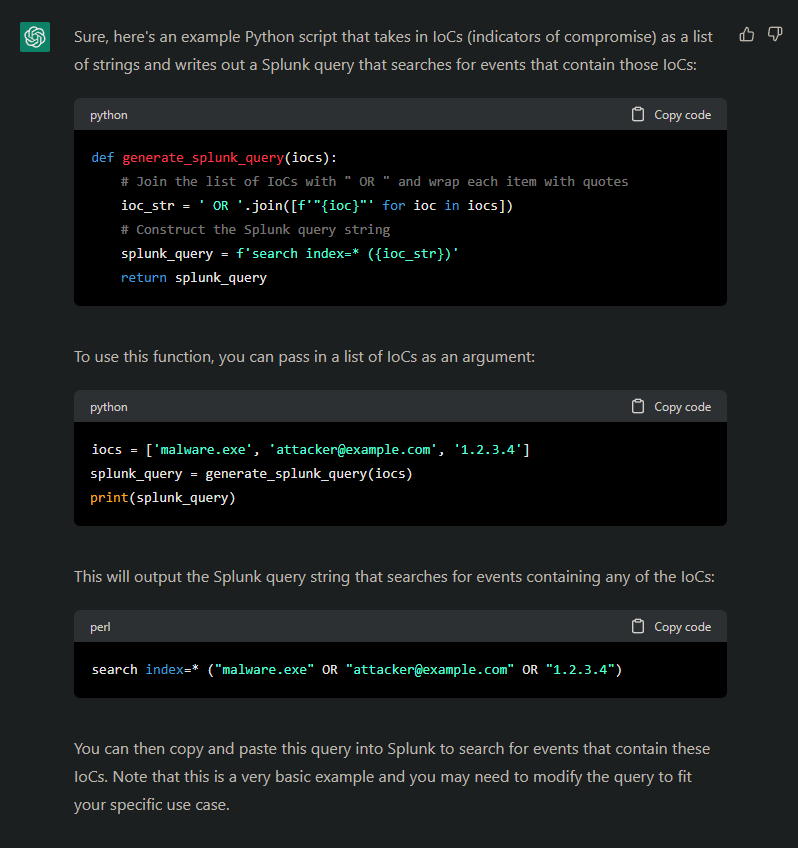 Sure, here's an example Python script that takes in IoCs (indicators of compromise) as a list
of strings and writes out a Splunk query that searches for events that contain those IoCs:
python
Copy code
def generate_splunk_query(iocs):
    # Join the list of IoCs with " OR " and wrap each item with quotes
    ioc_str = ' OR '.join([f'"{ioc}"' for ioc in iocs])
    # Construct the Splunk query string
    splunk_query = f'search index=* ({ioc_str})'
    return splunk_query
To use this function, you can pass in a list of IoCs as an argument:
python
Copy code
iocs = ['malware.exe', 'attacker@example.com', '1.2.3.4']
splunk_query = generate_splunk_query(iocs)
print(splunk_query)
This will output the Splunk query string that searches for events containing any of the IoCs:
perl
Copy code
search index=* ("malware.exe" OR "attacker@example.com" OR "1.2.3.4")
You can then copy and paste this query into Splunk to search for events that contain these
IoCs. Note that this is a very basic example and you may need to modify the query to fit
your specific use case.